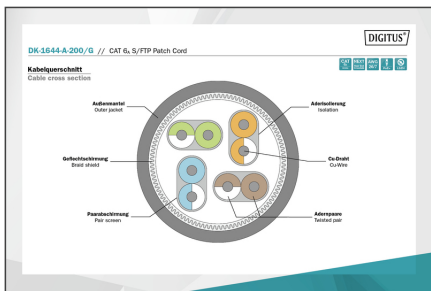 DIGITUS®
DK-1644-A-200/G // CAT 6A S/FTP Patch Cord
Kabelquerschnitt
Cable cross section
Außenmantel
Outer jacket
Aderisolierung
Isolation
Geflechtschirmung
Braid shield
Cu-Draht
Cu-Wire
Paarabschirmung
Pair screen
Aderspaare
Twisted pair